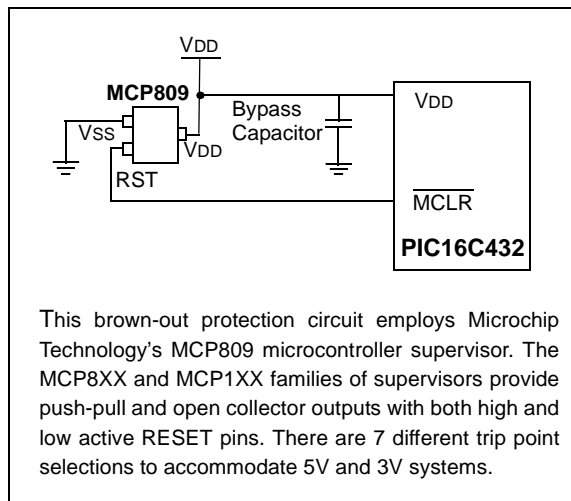 VDD
MCP809
Bypass
Capacitor
VDD
VSS
VDD
RST
MCLR
PIC16C432
This brown-out protection circuit employs Microchip
Technology's MCP809 microcontroller supervisor. The
MCP8XX and MCP1XX families of supervisors provide
push-pull and open collector outputs with both high and
low active RESET pins. There are 7 different trip point
selections to accommodate 5V and 3V systems.